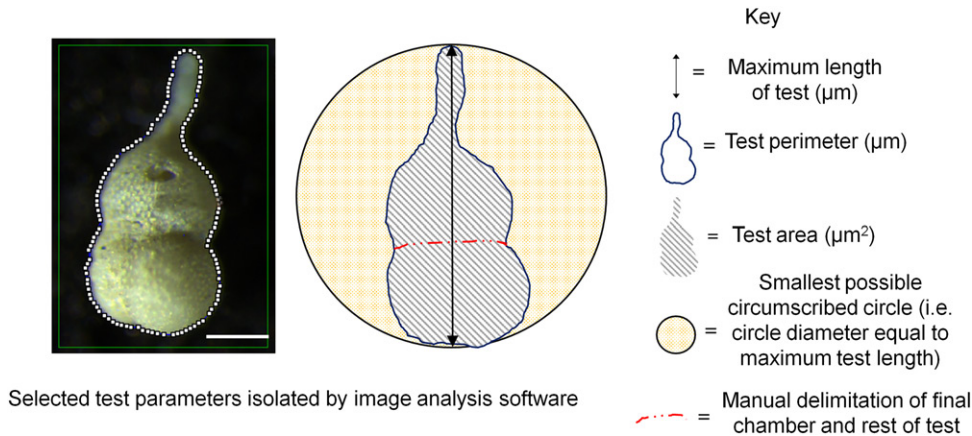 Key
= Maximum length
of test (µm)
= Test perimeter (µm)
= Test area (µm²)
Smallest possible
circumscribed circle (i.e.
= circle diameter equal to
maximum test length)
Selected test parameters isolated by image analysis software
= Manual delimitation of final
chamber and rest of test